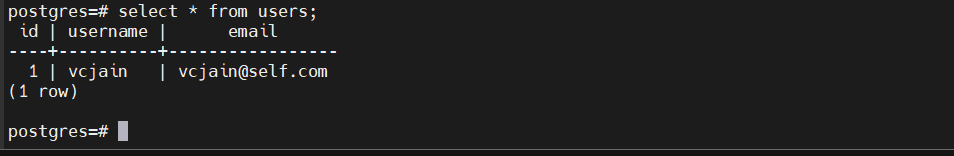 postgres=# select * from users;
 id | username |      email
----+----------+-----------------
  1 | vcjain   | vcjain@self.com
(1 row)

postgres=#